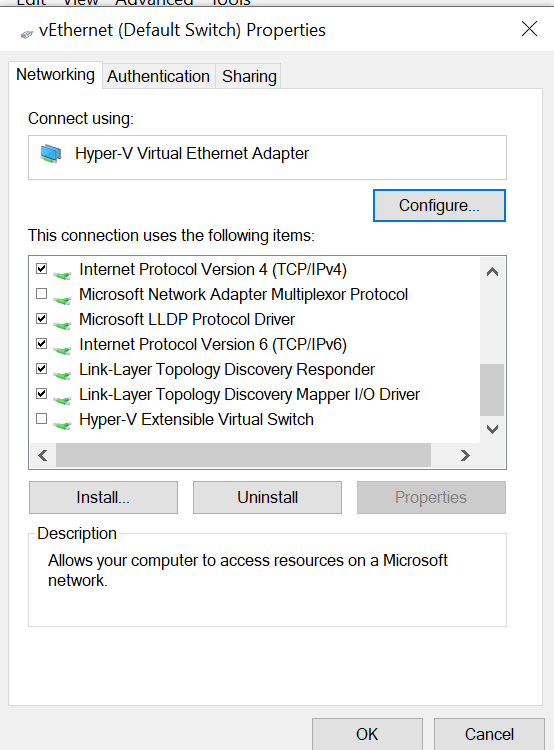 Edit View Advanced Tools
vEthernet (Default Switch) Properties
Networking Authentication Sharing
Connect using:
Hyper-V Virtual Ethernet Adapter
Configure...
This connection uses the following items:
Internet Protocol Version 4 (TCP/IPv4)
Microsoft Network Adapter Multiplexor Protocol
Microsoft LLDP Protocol Driver
Internet Protocol Version 6 (TCP/IPv6)
Link-Layer Topology Discovery Responder
Link-Layer Topology Discovery Mapper I/O Driver
Hyper-V Extensible Virtual Switch
Install... Uninstall Properties
Description
Allows your computer to access resources on a Microsoft
network.
OK Cancel